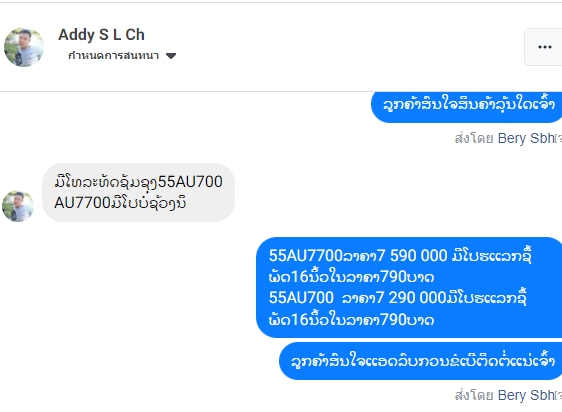 Addy S L Ch
กำหนดการสนทนา
ລູກຄ້າສົນໃຈສິນຄ້າລຸ້ນໃດເຈົ້າ
ส่งโดย Bery Sbh
ມີໂທລະທັດຊຳຊຸງ55AU700
AU7700ມີໂປບໍ່ຊ້ວງນີ
55AU7700ລາຄາ7 590 000 ມີໂປຮແລກຊື້
ພັດ16ນິ້ວໃນລາຄາ790ບາດ
55AU700 ລາຄາ7 290 000ມີໂປຮແລກຊື້
ພັດ16ນິ້ວໃນລາຄາ790ບາດ
ລູກຄ້າສົນໃຈແອດລົບກວນຂໍເບີຕິດຕໍ່ແນ່ເຈົ້າ
ส่งโดย Bery Sbh